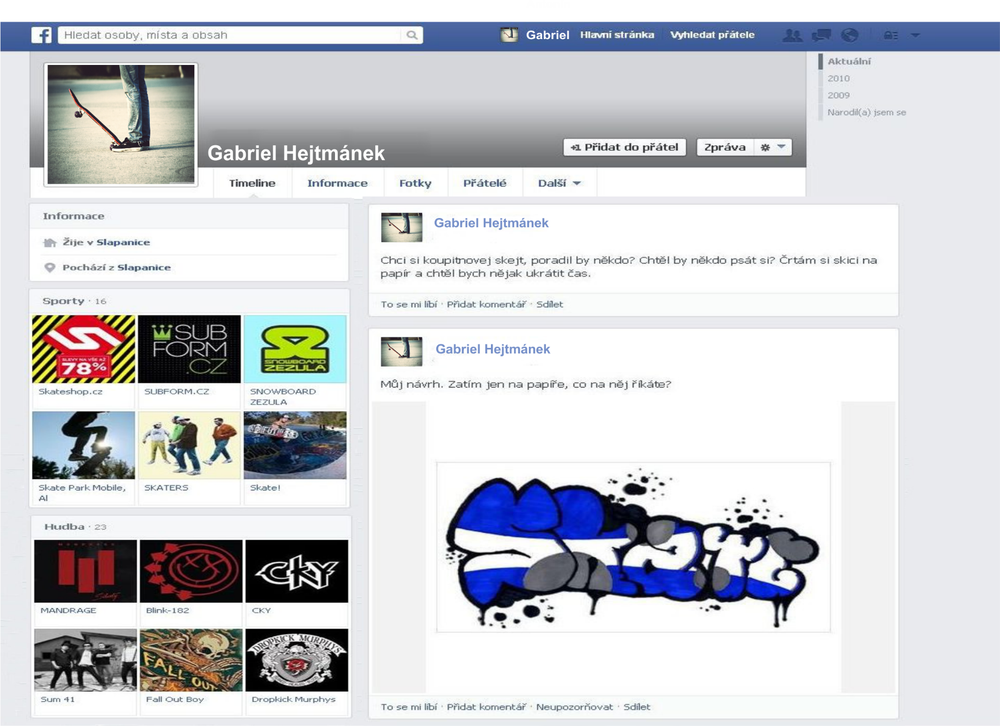 Hledat osoby, místa a obsah
Gabriel Hlavní stránka Vyhledat přátele
Aktuální
2010
2009
Narodil(a) jsem se
Gabriel Hejtmánek
+1 Přidat do přátel
Zpráva
Timeline Informace Fotky Přátelé Další
Informace
Žije v Slapanice
Pochází z Slapanice
Sporty · 16
SLEVY NA VŠE AŽ
78%
SUB
FORM
.CZ
SNOWBOARD
ZEZULA
Skateshop.cz
SUBFORM.CZ
SNOWBOARD
ZEZULA
Skate Park Mobile,
Al
SKATERS
Skate!
Hudba · 23
MANDRAGE
CKY
MANDRAGE
Blink-182
CKY
FALL OUT
DROPKICK MURPHYS
Sum 41
Fall Out Boy
Dropkick Murphys
Gabriel Hejtmánek
Chci si koupitnovej skejt, poradil by někdo? Chtěl by někdo psát si? Črtám si skici na
papír a chtěl bych nějak ukrátit čas.
To se mi líbí · Přidat komentář · Sdílet
Gabriel Hejtmánek
Můj návrh. Zatím jen na papíře, co na něj říkáte?
To se mi líbí · Přidat komentář · Neupozorňovat · Sdílet